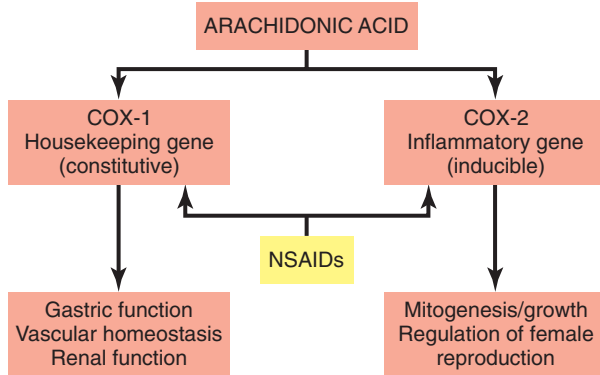 ARACHIDONIC ACID
COX-1
Housekeeping gene
(constitutive)
COX-2
Inflammatory gene
(inducible)
NSAIDs
Gastric function
Vascular homeostasis
Renal function
Mitogenesis/growth
Regulation of female
reproduction